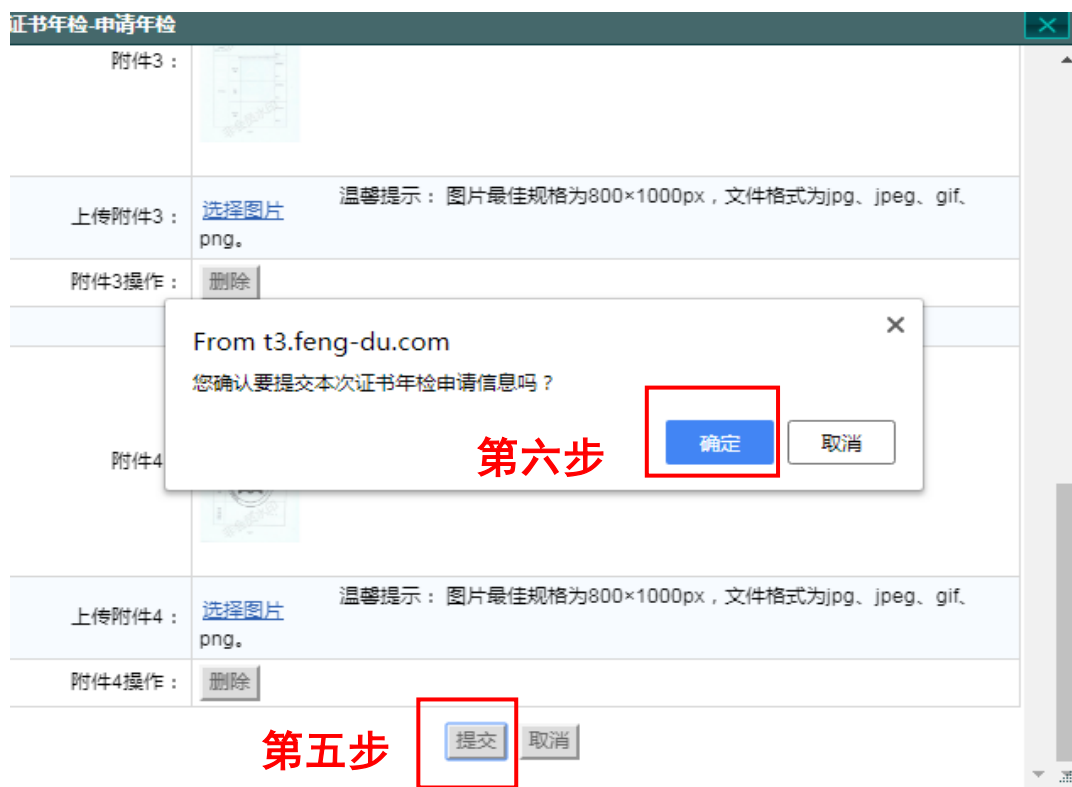 证书年检-申请年检
附件3：
上传附件3：
选择图片
温馨提示： 图片最佳规格为800×1000px，文件格式为jpg、jpeg、gif、
png。
附件3操作：
删除
From t3.feng-du.com
您确认要提交本次证书年检申请信息吗？
第六步
确定
取消
附件4
上传附件4：
选择图片
温馨提示： 图片最佳规格为800×1000px，文件格式为jpg、jpeg、gif、
png。
附件4操作：
删除
第五步
提交
取消